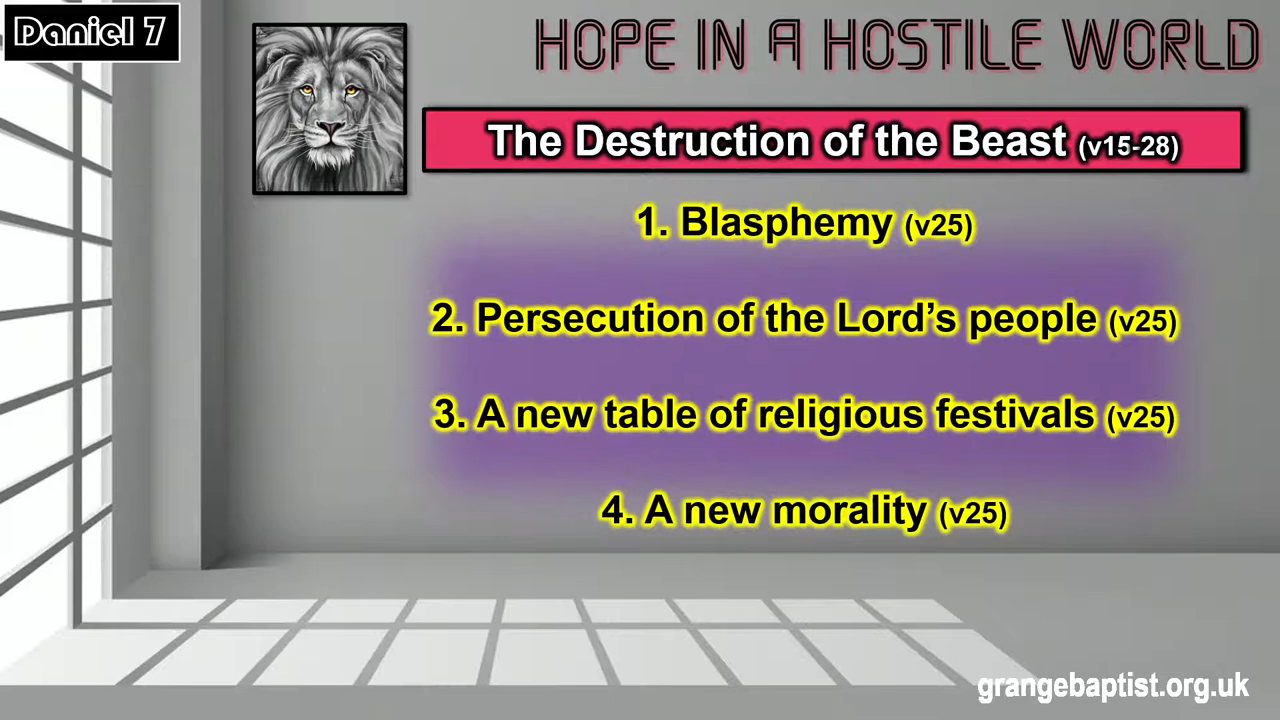 Daniel 7
HOPE IN A HOSTILE WORLD
The Destruction of the Beast (v15-28)
1. Blasphemy (v25)
2. Persecution of the Lord’s people (v25)
3. A new table of religious festivals (v25)
4. A new morality (v25)
grangebaptist.org.uk